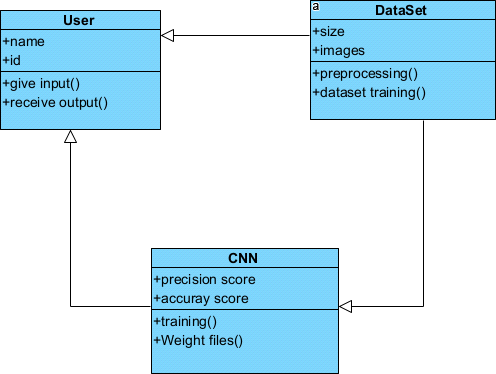 User
+name
+id
+give input()
+receive output()
a
DataSet
+size
+images
+preprocessing()
+dataset training()
CNN
+precision score
+accuray score
+training()
+Weight files()